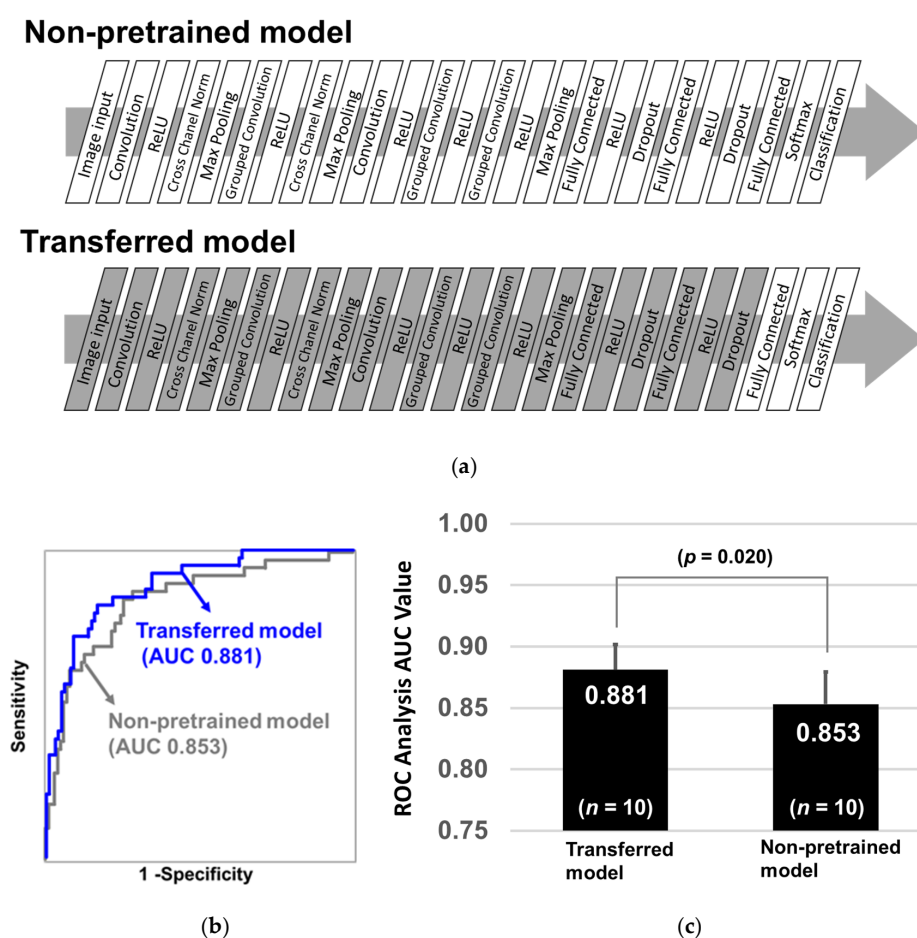 Non-pretrained model
Image input
Convolution
ReLU
Cross Chanel Norm
Max Pooling
Grouped Convolution
ReLU
Cross Chanel Norm
Max Pooling
Convolution
ReLU
Grouped Convolution
ReLU
Grouped Convolution
ReLU
Max Pooling
Fully Connected
ReLU
Dropout
Fully Connected
ReLU
Dropout
Fully Connected
Softmax
Classification
Transferred model
Image input
Convolution
ReLU
Cross Chanel Norm
Max Pooling
Grouped Convolution
ReLU
Cross Chanel Norm
Max Pooling
Convolution
ReLU
Grouped Convolution
ReLU
Grouped Convolution
ReLU
Max Pooling
Fully Connected
ReLU
Dropout
Fully Connected
ReLU
Dropout
Fully Connected
Softmax
Classification
(a)
Sensitivity
Transferred model
(AUC 0.881)
Non-pretrained model
(AUC 0.853)
1 -Specificity
(b)
ROC Analysis AUC Value
1.00
0.95
0.90
0.85
0.80
0.75
(p = 0.020)
0.881
(n = 10)
0.853
(n = 10)
Transferred
model
Non-pretrained
model
(c)